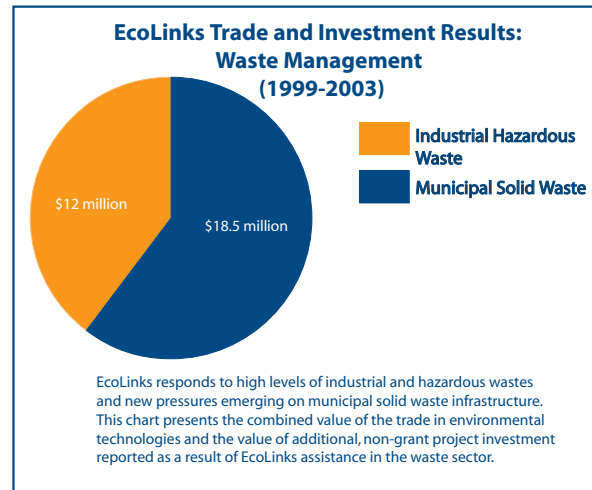 EcoLinks Trade and Investment Results:
Waste Management
(1999-2003)
Industrial Hazardous
Waste
Municipal Solid Waste
$12 million
$18.5 million
EcoLinks responds to high levels of industrial and hazardous wastes
and new pressures emerging on municipal solid waste infrastructure.
This chart presents the combined value of the trade in environmental
technologies and the value of additional, non-grant project investment
reported as a result of EcoLinks assistance in the waste sector.